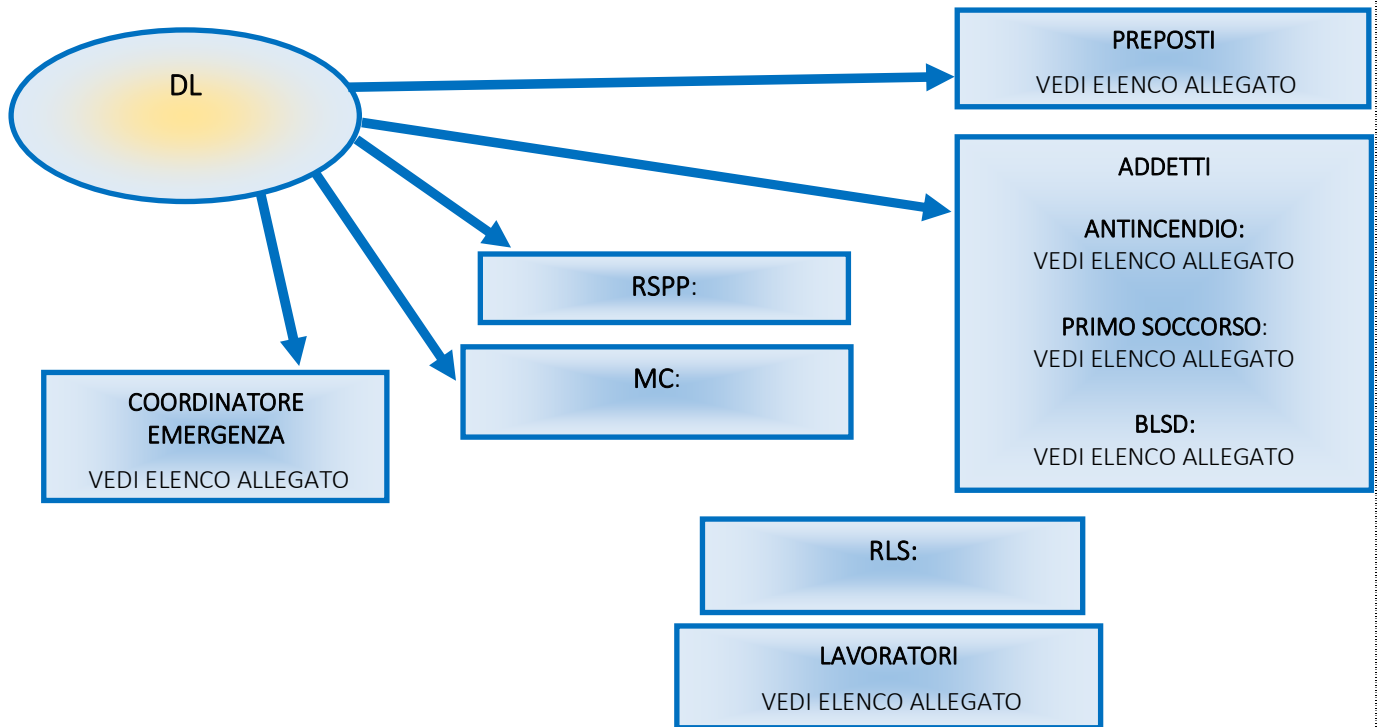 DL
PREPOSTI
VEDI ELENCO ALLEGATO
ADDETTI
ANTINCENDIO:
VEDI ELENCO ALLEGATO
PRIMO SOCCORSO:
VEDI ELENCO ALLEGATO
BLSD:
VEDI ELENCO ALLEGATO
RSPP:
MC:
COORDINATORE
EMERGENZA
VEDI ELENCO ALLEGATO
RLS:
LAVORATORI
VEDI ELENCO ALLEGATO